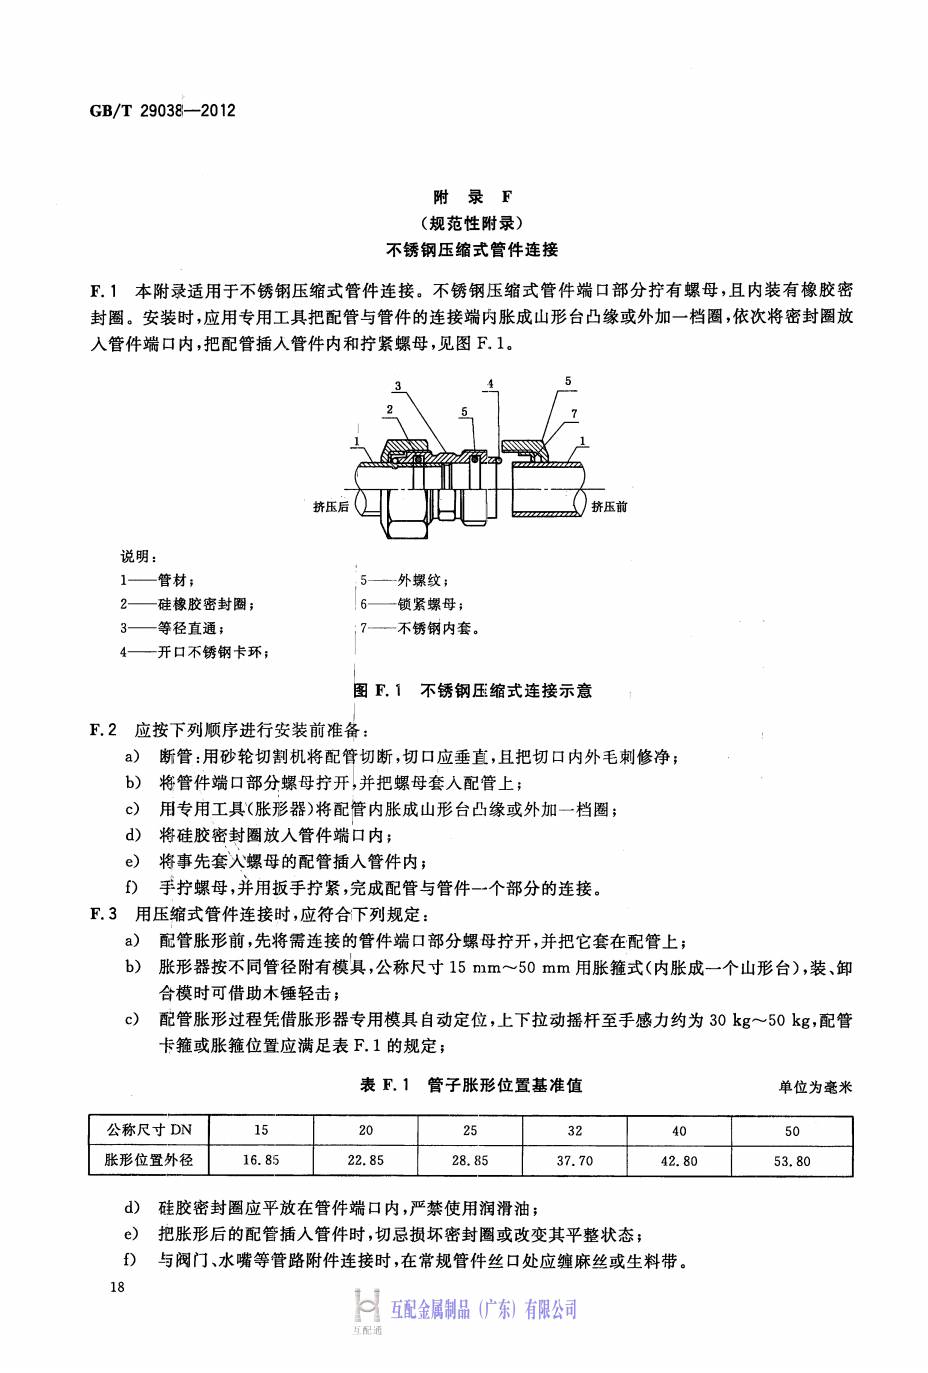 GB/T 29038—2012
附 录 F
（规范性附录）
不锈钢压缩式管件连接
F.1 本附录适用于不锈钢压缩式管件连接。不锈钢压缩式管件端口部分拧有螺母,且内装有橡胶密
封圈。安装时,应用专用工具把配管与管件的连接端内胀成山形台凸缘或外加一档圈,依次将密封圈放
入管件端口内,把配管插入管件内和拧紧螺母,见图 F.1。
3 4 5
2 5 7
1 1
挤压后 挤压前
说明:
1——管材; 5——外螺纹;
2——硅橡胶密封圈; 6——锁紧螺母;
3——等径直通; 7——不锈钢内套。
4——开口不锈钢卡环;
图 F.1 不锈钢压缩式连接示意
F.2 应按下列顺序进行安装前准备:
a) 断管:用砂轮切割机将配管切断,切口应垂直,且把切口内外毛刺修净;
b) 将管件端口部分螺母拧开,并把螺母套入配管上;
c) 用专用工具(胀形器)将配管内胀成山形台凸缘或外加一档圈;
d) 将硅胶密封圈放入管件端口内;
e) 将事先套入螺母的配管插入管件内;
f) 手拧螺母,并用扳手拧紧,完成配管与管件一个部分的连接。
F.3 用压缩式管件连接时,应符合下列规定:
a) 配管胀形前,先将需连接的管件端口部分螺母拧开,并把它套在配管上;
b) 胀形器按不同管径附有模具,公称尺寸 15 mm～50 mm 用胀箍式(内胀成一个山形台),装、卸
合模时可借助木锤轻击;
c) 配管胀形过程凭借胀形器专用模具自动定位,上下拉动摇杆至手感力约为 30 kg～50 kg,配管
卡箍或胀箍位置应满足表 F.1 的规定;
表 F.1 管子胀形位置基准值
单位为毫米
公称尺寸 DN 15 20 25 32 40 50
胀形位置外径 16.85 22.85 28.85 37.70 42.80 53.80
d) 硅胶密封圈应平放在管件端口内,严禁使用润滑油;
e) 把胀形后的配管插入管件时,切忌损坏密封圈或改变其平整状态;
f) 与阀门、水嘴等管路附件连接时,在常规管件丝口处应缠麻丝或生料带。
18
互配金属制品（广东）有限公司
互配通